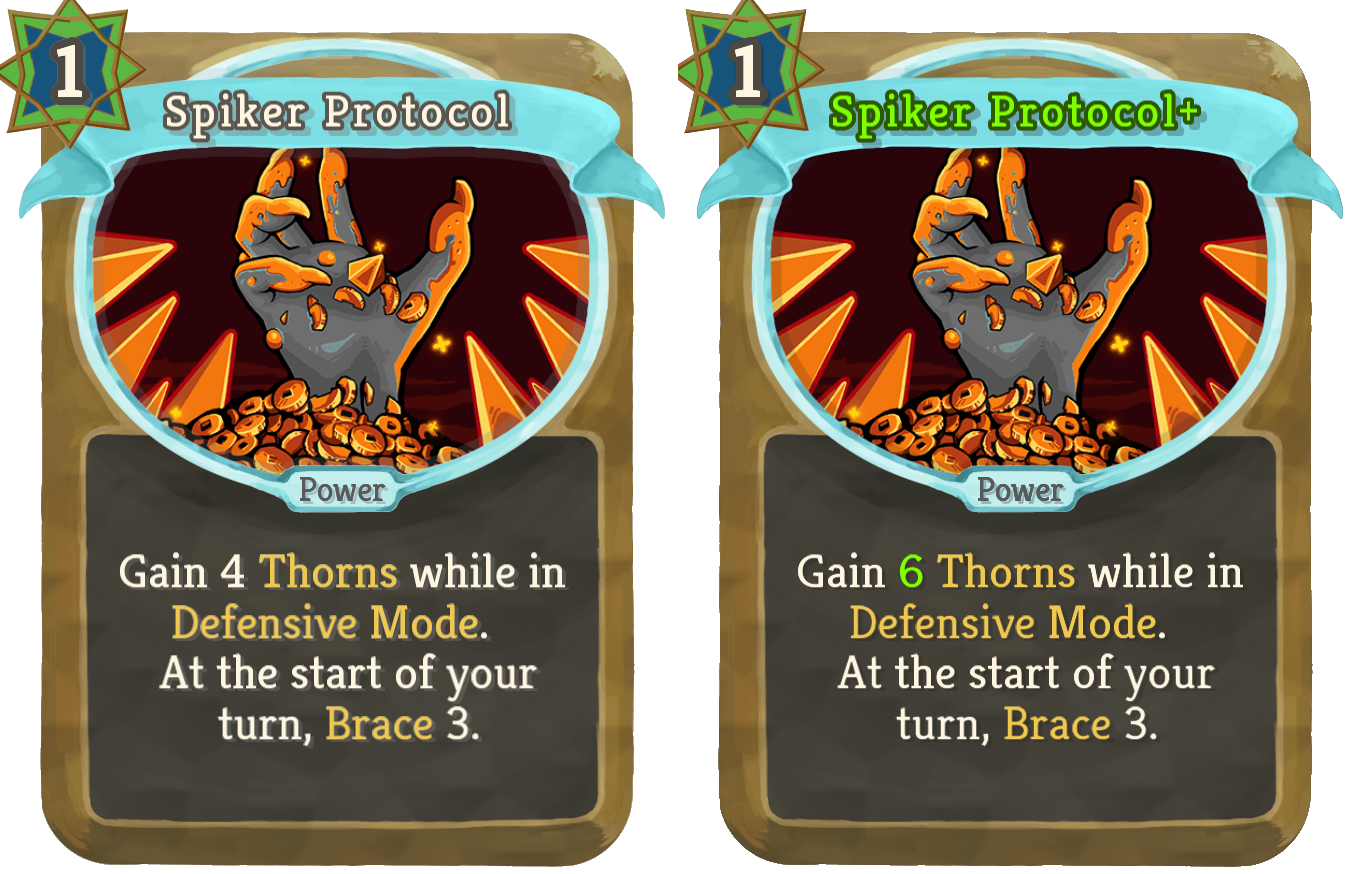 1
Spiker Protocol
Power
Gain 4 Thorns while in
Defensive Mode.
At the start of your
turn, Brace 3.
1
Spiker Protocol+
Power
Gain 6 Thorns while in
Defensive Mode.
At the start of your
turn, Brace 3.